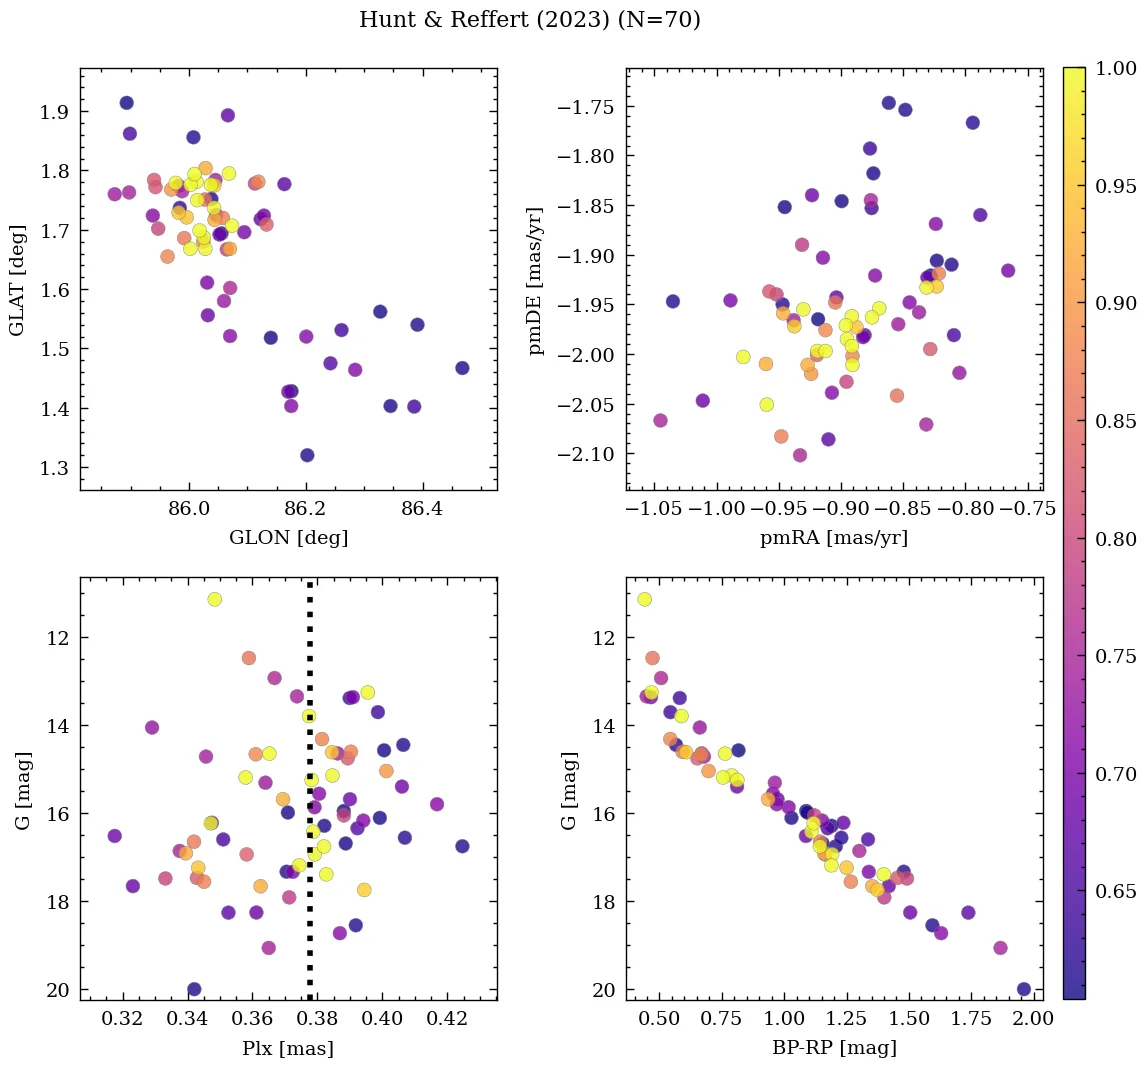 Hunt & Reffert (2023) (N=70)
1.9
1.8
1.7
1.6
1.5
1.4
1.3
GLAT [deg]
86.0 86.2 86.4
GLON [deg]
−1.75
−1.80
−1.85
−1.90
−1.95
−2.00
−2.05
−2.10
pmDE [mas/yr]
−1.05 −1.00 −0.95 −0.90 −0.85 −0.80 −0.75
pmRA [mas/yr]
12
14
16
18
20
G [mag]
0.32 0.34 0.36 0.38 0.40 0.42
Plx [mas]
12
14
16
18
20
G [mag]
0.50 0.75 1.00 1.25 1.50 1.75 2.00
BP-RP [mag]
1.00
0.95
0.90
0.85
0.80
0.75
0.70
0.65